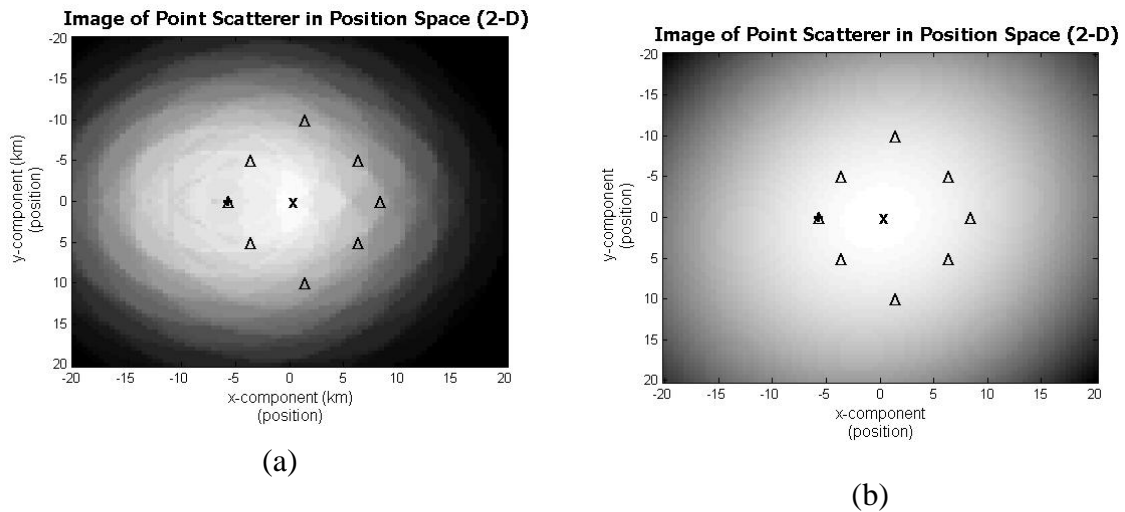 Image of Point Scatterer in Position Space (2-D)
-20
-15
-10
-5
0
5
10
15
20
y-component (km)
(position)
x
-20 -15 -10 -5 0 5 10 15 20
x-component (km)
(position)
(a)
Image of Point Scatterer in Position Space (2-D)
-20
-15
-10
-5
0
5
10
15
20
y-component
(position)
x
-20 -15 -10 -5 0 5 10 15 20
x-component
(position)
(b)